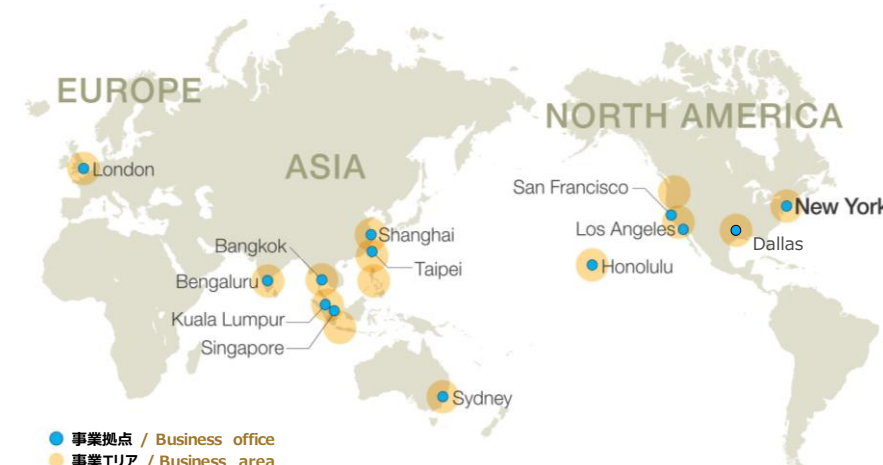 EUROPE
NORTH AMERICA
ASIA
London
San Francisco
New York
Shanghai
Los Angeles
Dallas
Bangkok
Taipei
Honolulu
Bengaluru
Kuala Lumpur
Singapore
Sydney
事業拠点 / Business office
事業エリア / Business area